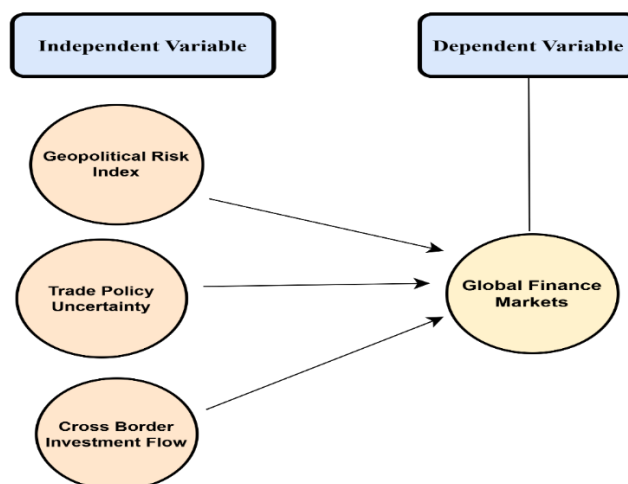 Independent Variable
Dependent Variable
Geopolitical Risk
Index
Trade Policy
Uncertainty
Global Finance
Markets
Cross Border
Investment Flow